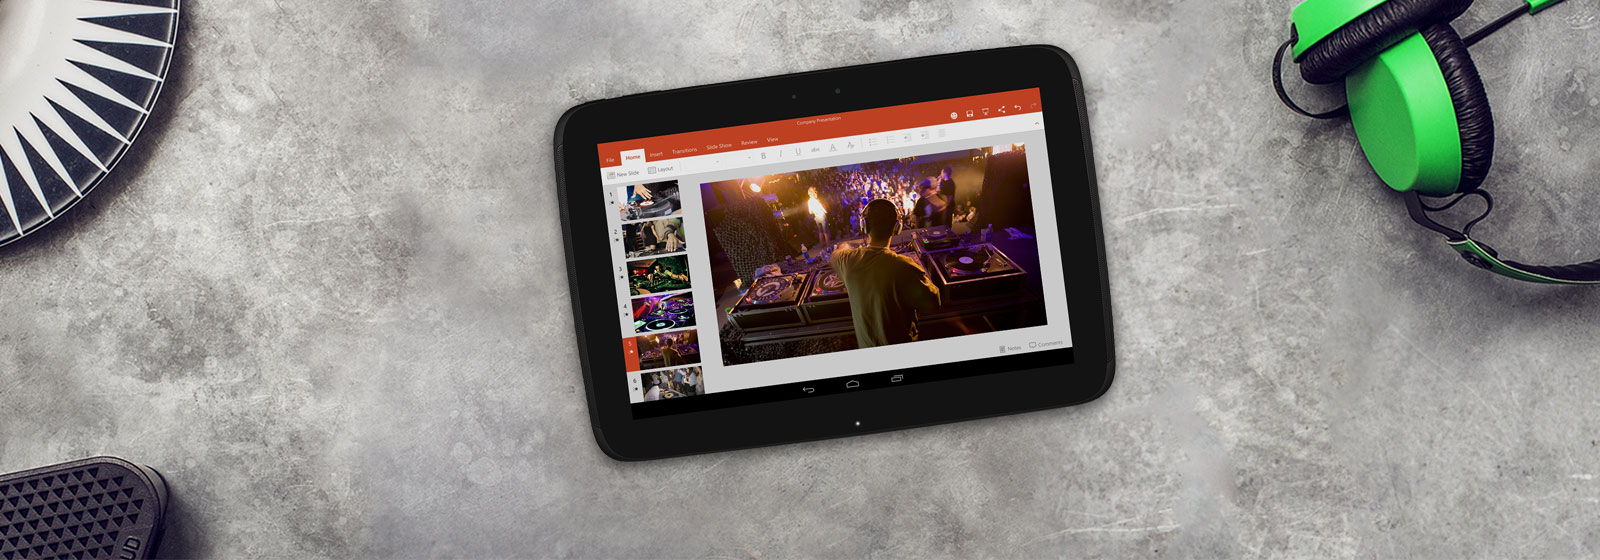 Company Presentation
File Home Insert Transitions Slide Show Review View
New Slide Layout B I U abc A
1
2
3
4
5
6
Notes Comments
UD